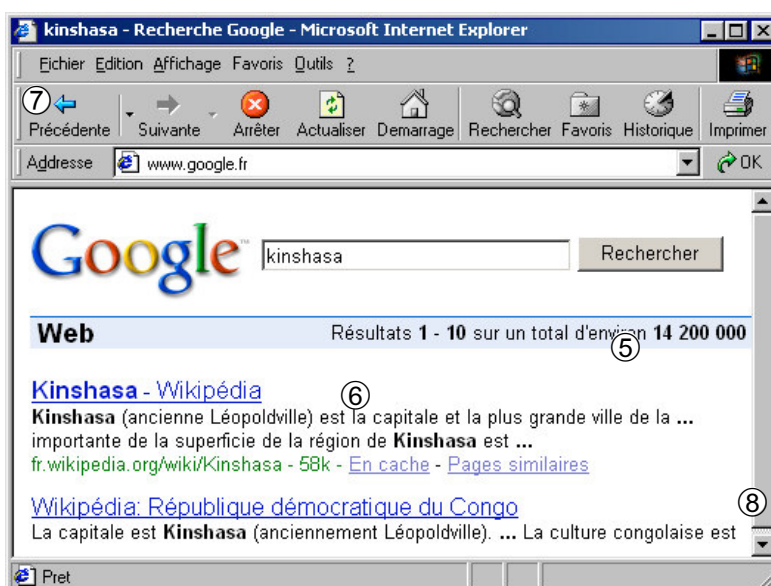 kinshasa - Recherche Google - Microsoft Internet Explorer
Fichier Edition Affichage Favoris Outils ?
⑦
Précédente Suivante Arrêter Actualiser Demarrage Rechercher Favoris Historique Imprimer
Addresse www.google.fr OK
Google™ kinshasa Rechercher
Web Résultats 1 - 10 sur un total d'environ 14 200 000
⑤
Kinshasa - Wikipédia ⑥
Kinshasa (ancienne Léopoldville) est la capitale et la plus grande ville de la ...
importante de la superficie de la région de Kinshasa est ...
fr.wikipedia.org/wiki/Kinshasa - 58k - En cache - Pages similaires
Wikipédia: République démocratique du Congo ⑧
La capitale est Kinshasa (anciennement Léopoldville). ... La culture congolaise est
Pret